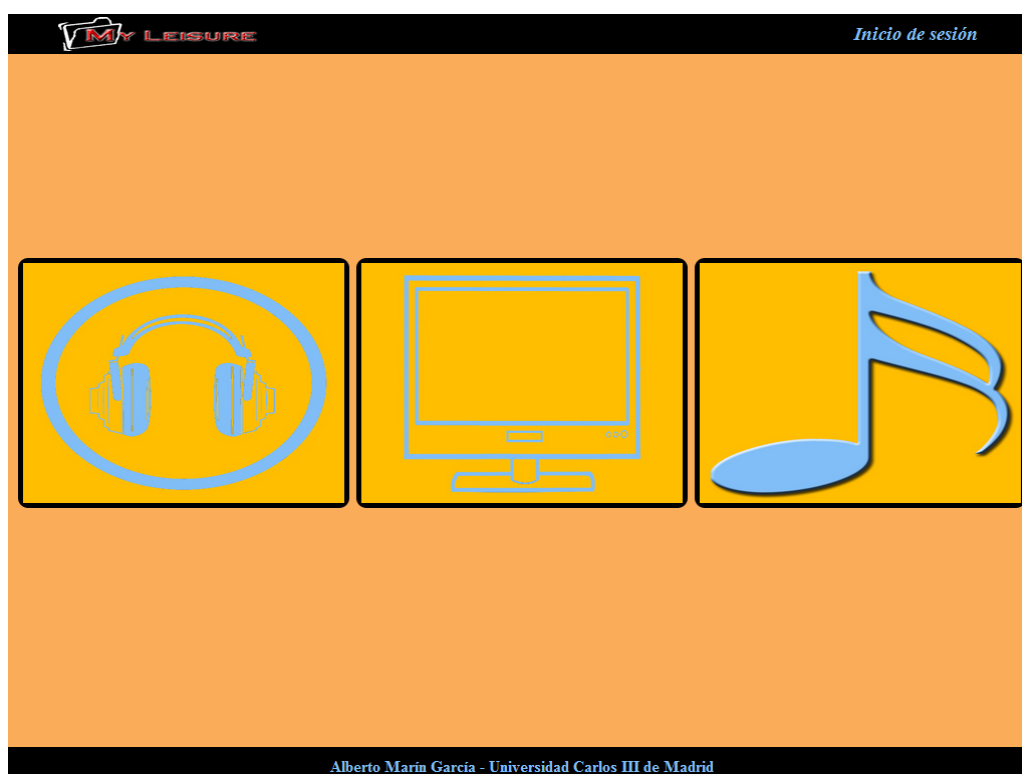 My Leisure
Inicio de sesión
Alberto Marín García - Universidad Carlos III de Madrid